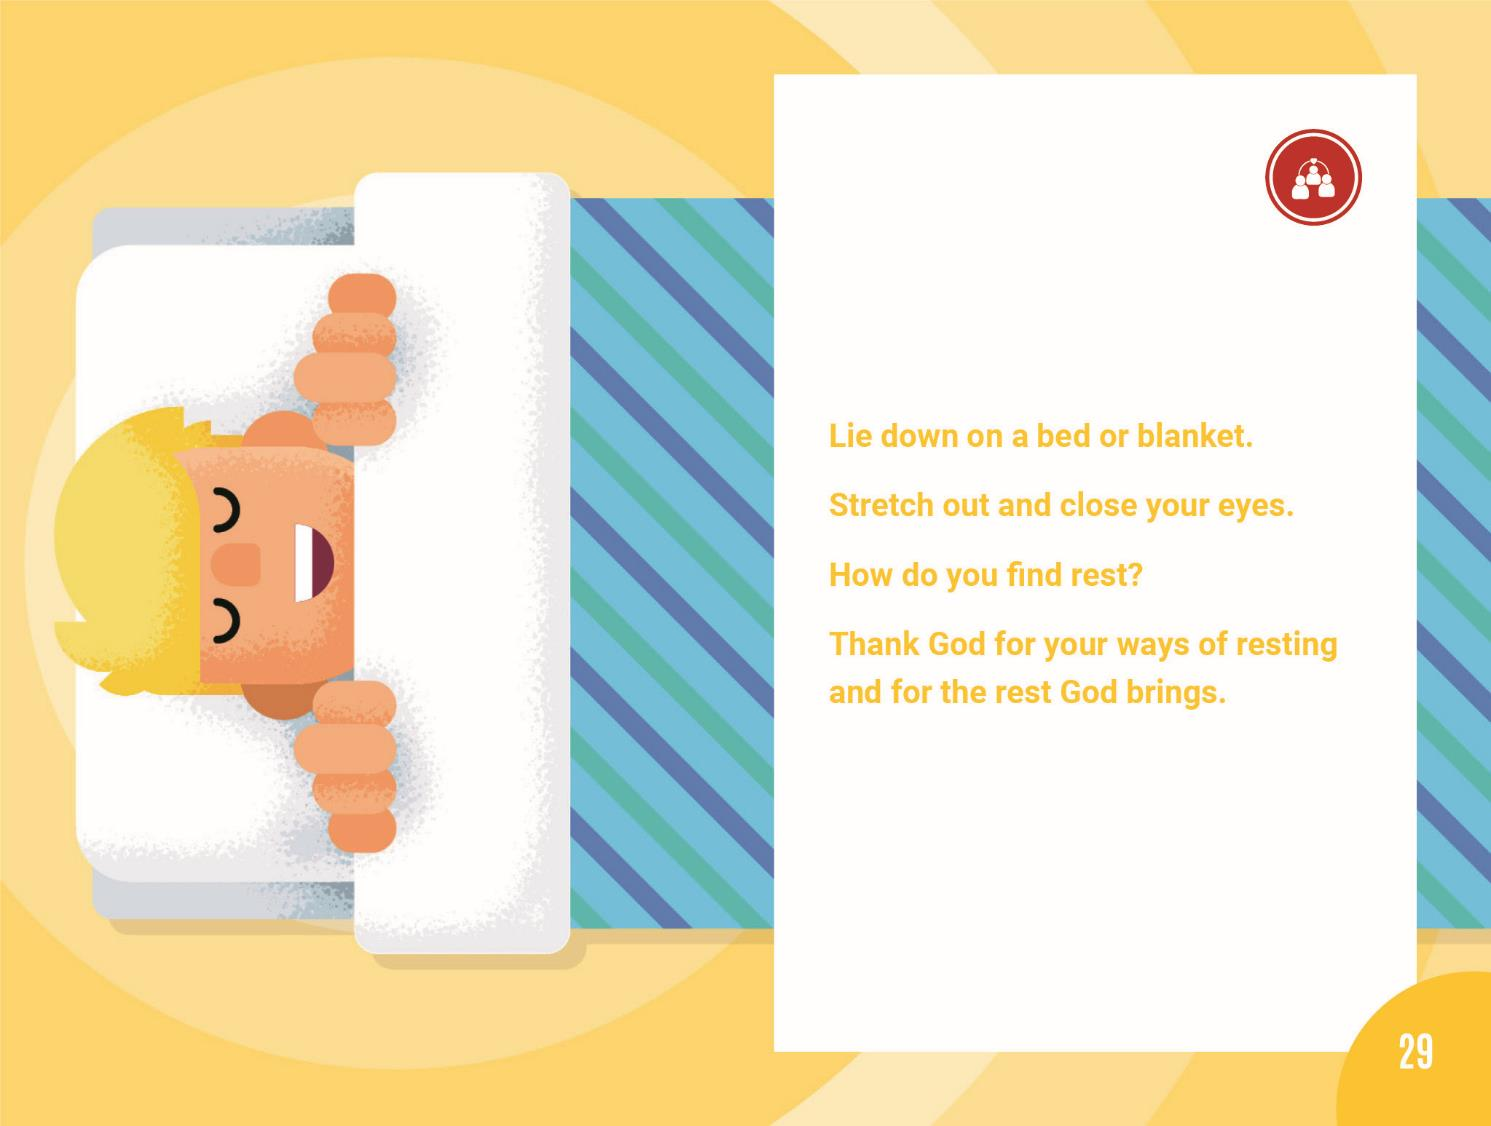 Lie down on a bed or blanket.
Stretch out and close your eyes.
How do you find rest?
Thank God for your ways of resting
and for the rest God brings.
29